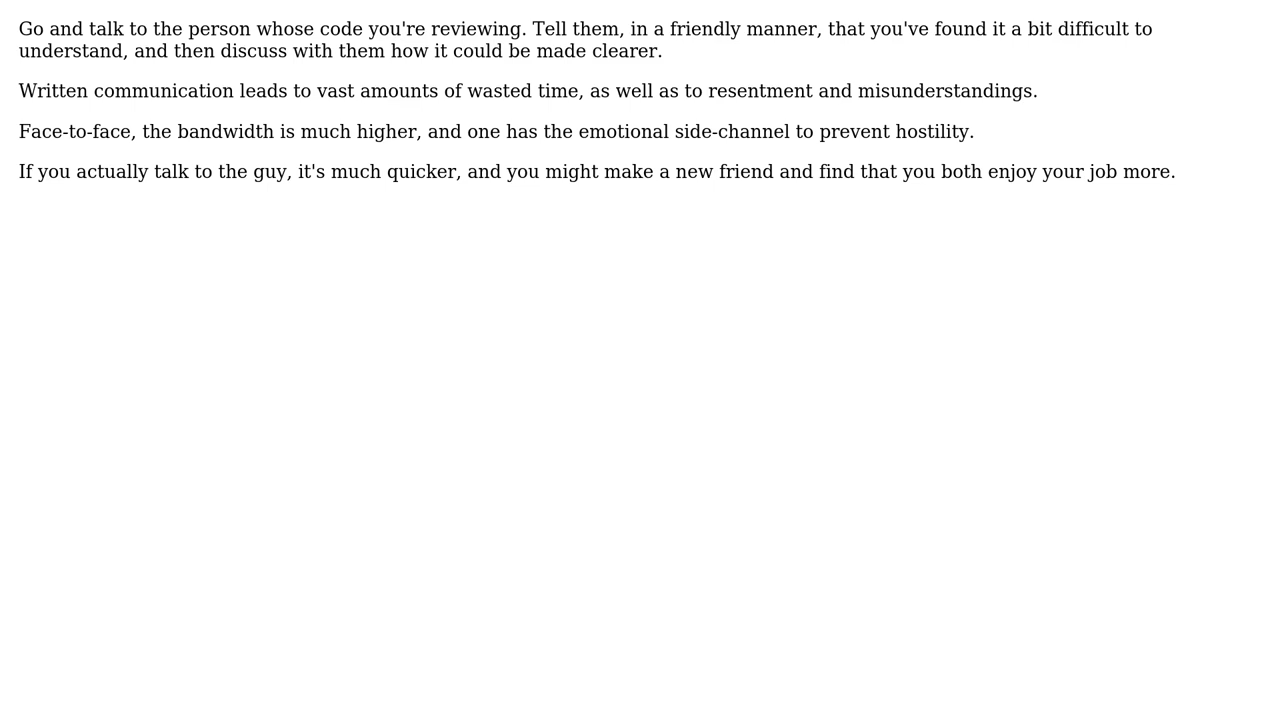 Go and talk to the person whose code you're reviewing. Tell them, in a friendly manner, that you've found it a bit difficult to
understand, and then discuss with them how it could be made clearer.
Written communication leads to vast amounts of wasted time, as well as to resentment and misunderstandings.
Face-to-face, the bandwidth is much higher, and one has the emotional side-channel to prevent hostility.
If you actually talk to the guy, it's much quicker, and you might make a new friend and find that you both enjoy your job more.